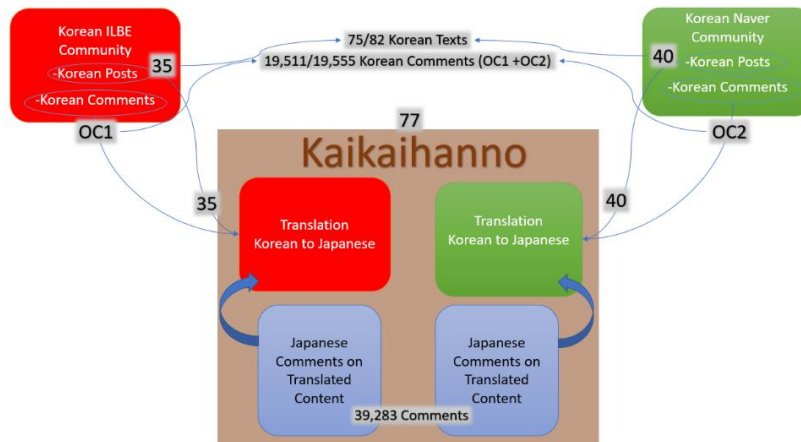 Korean ILBE
Community
-Korean Posts
-Korean Comments
35
OC1
75/82 Korean Texts
19,511/19,555 Korean Comments (OC1 +OC2)
Korean Naver
Community
-Korean Posts
-Korean Comments
40
OC2
77
Kaikaihanno
35
40
Translation
Korean to Japanese
Translation
Korean to Japanese
Japanese
Comments on
Translated
Content
Japanese
Comments on
Translated
Content
39,283 Comments